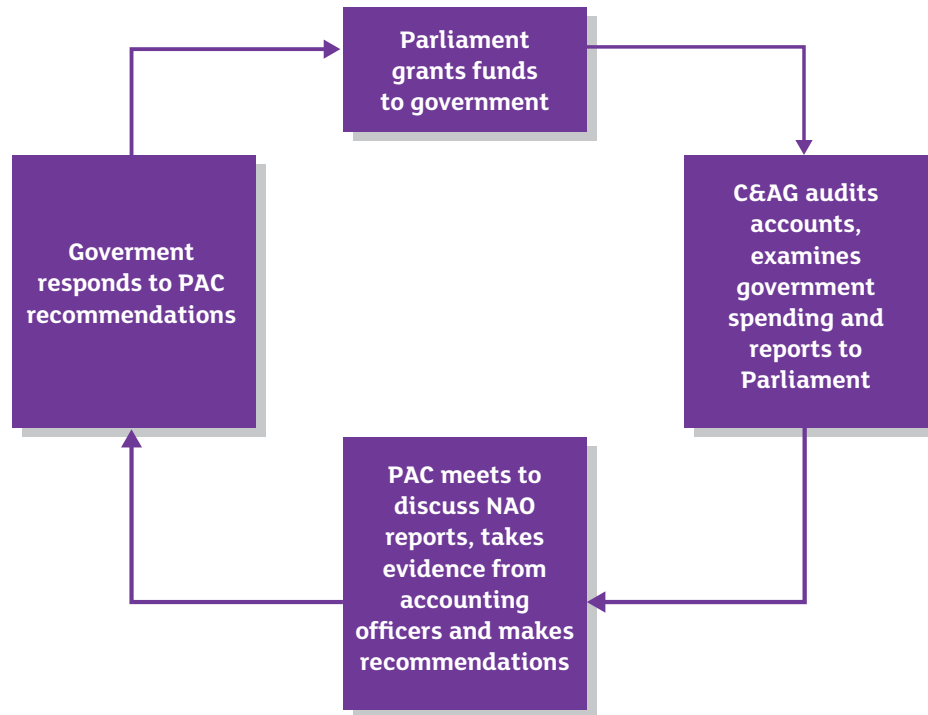 Parliament
grants funds
to government
C&AG audits
accounts,
examines
government
spending and
reports to
Parliament
PAC meets to
discuss NAO
reports, takes
evidence from
accounting
officers and makes
recommendations
Goverment
responds to PAC
recommendations